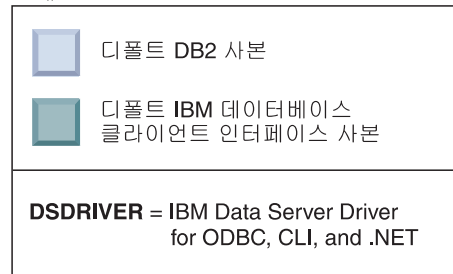 디폴트 DB2 사본
디폴트 IBM 데이터베이스
클라이언트 인터페이스 사본
DSDRIVER = IBM Data Server Driver
for ODBC, CLI, and .NET